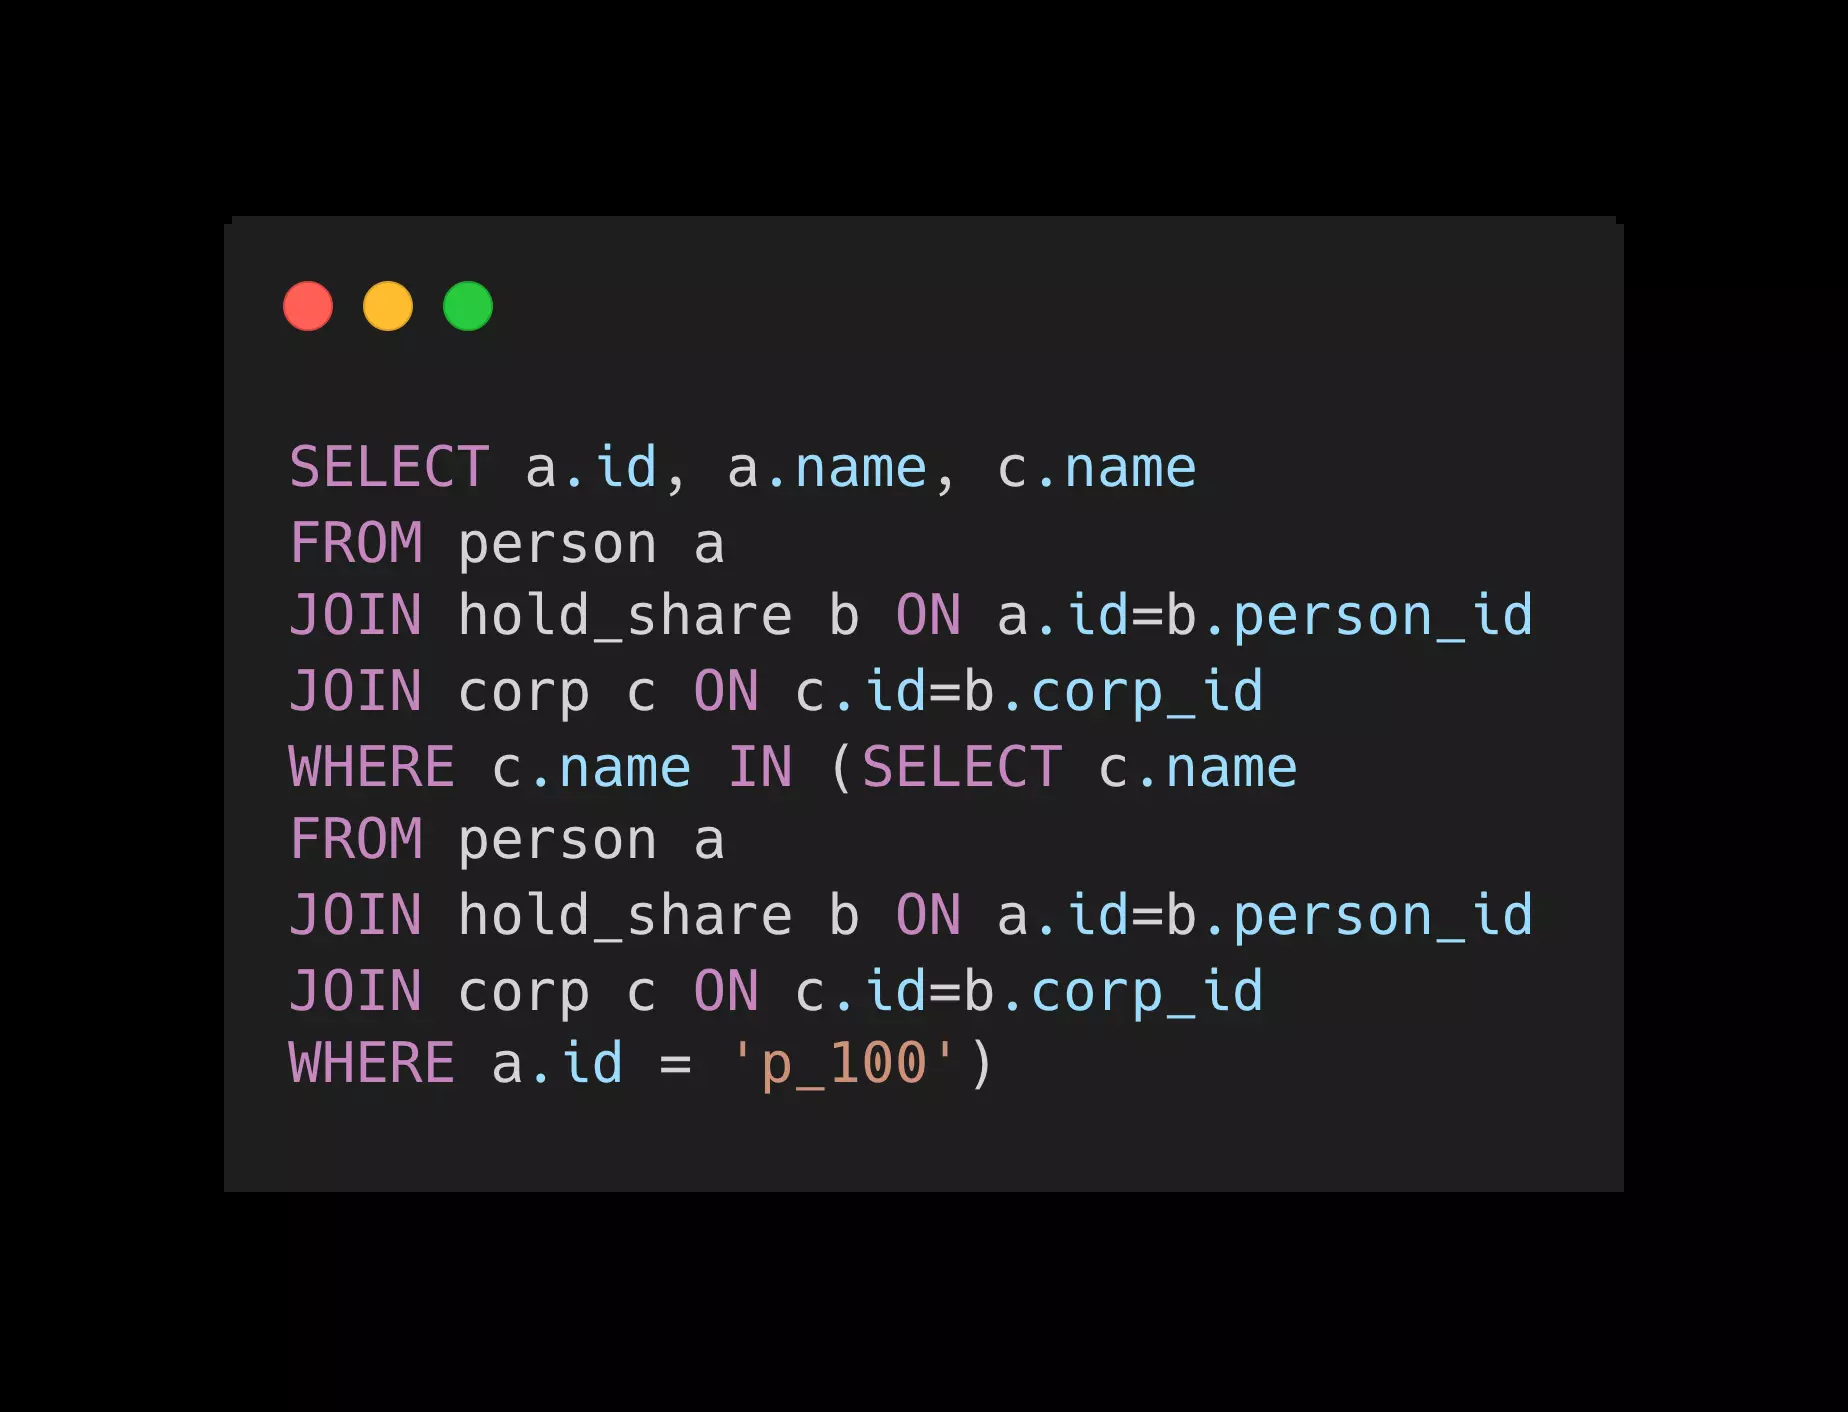 SELECT a.id, a.name, c.name
FROM person a
JOIN hold_share b ON a.id=b.person_id
JOIN corp c ON c.id=b.corp_id
WHERE c.name IN (SELECT c.name
FROM person a
JOIN hold_share b ON a.id=b.person_id
JOIN corp c ON c.id=b.corp_id
WHERE a.id = 'p_100')